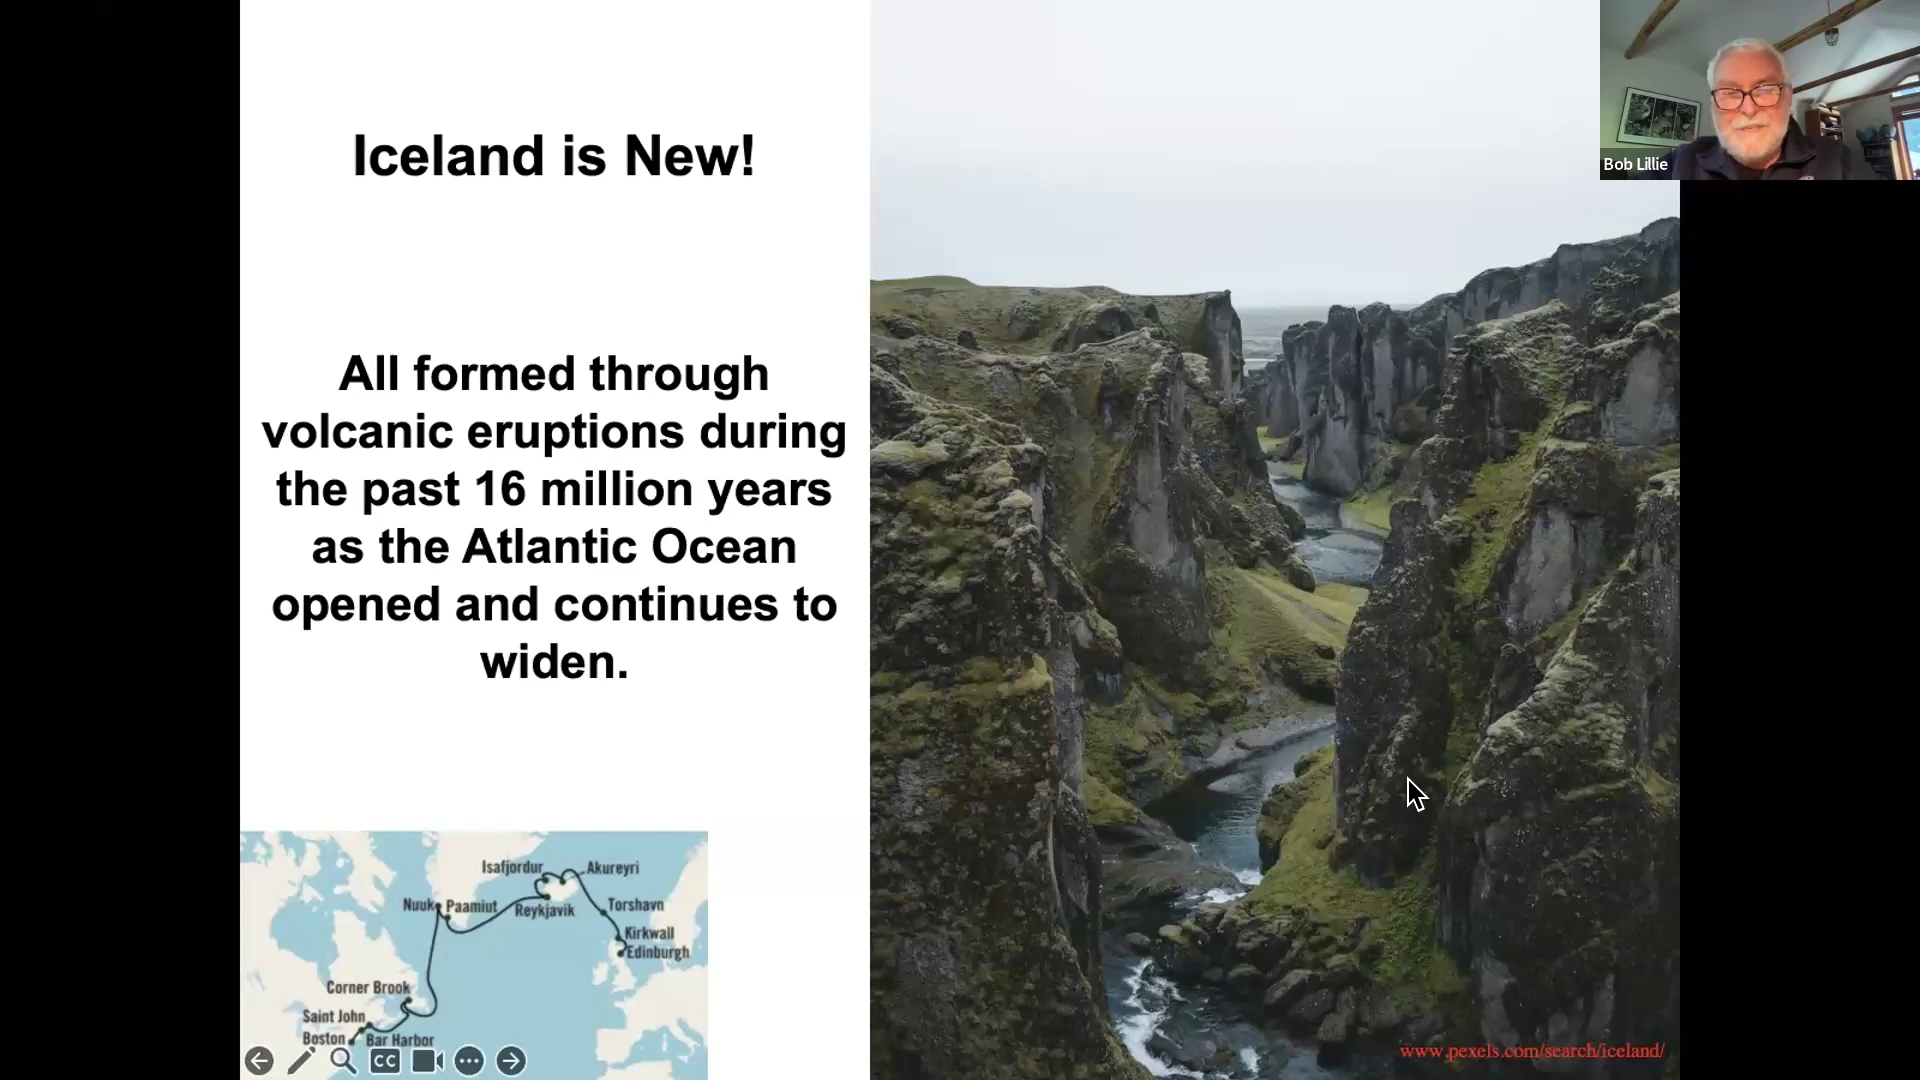 Iceland is New!
Bob Lillie
All formed through
volcanic eruptions during
the past 16 million years
as the Atlantic Ocean
opened and continues to
widen.
Isafjordur
Akureyri
Nuuk
Paamiut
Reykjavik
Torshavn
Kirkwall
Edinburgh
Corner Brook
Saint John
Boston
Bar Harbor
CC
www.pexels.com/search/iceland/